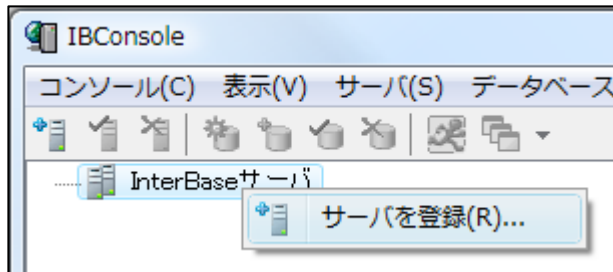 IBConsole
コンソール(C) 表示(V) サーバ(S) データベース
InterBaseサーバ
サーバを登録(R)...